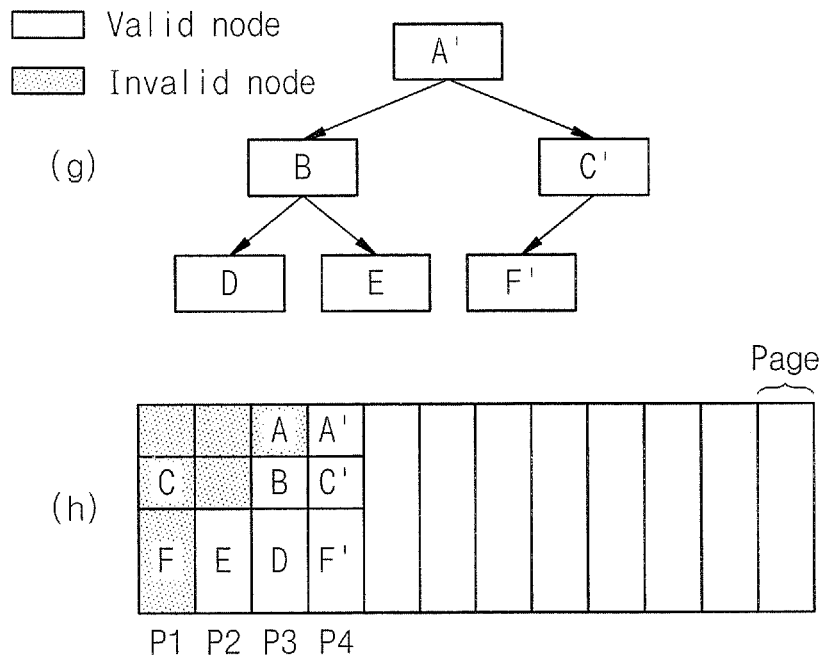 Valid node
Invalid node
(g)
A'
B
C'
D
E
F'
Page
(h)
A
A'
C
B
C'
F
E
D
F'
P1 P2 P3 P4